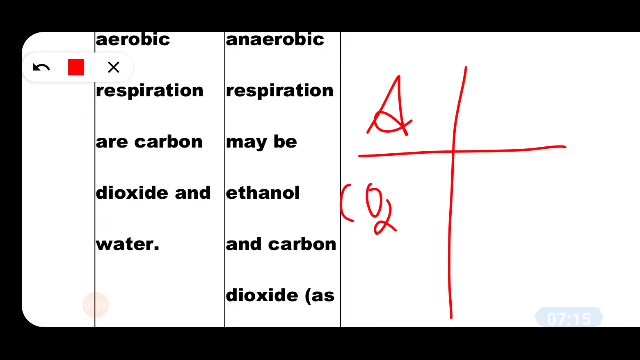 aerobic
respiration
are carbon
dioxide and
water.
anaerobic
respiration
may be
ethanol
and carbon
dioxide (as
A
CO2
07:15